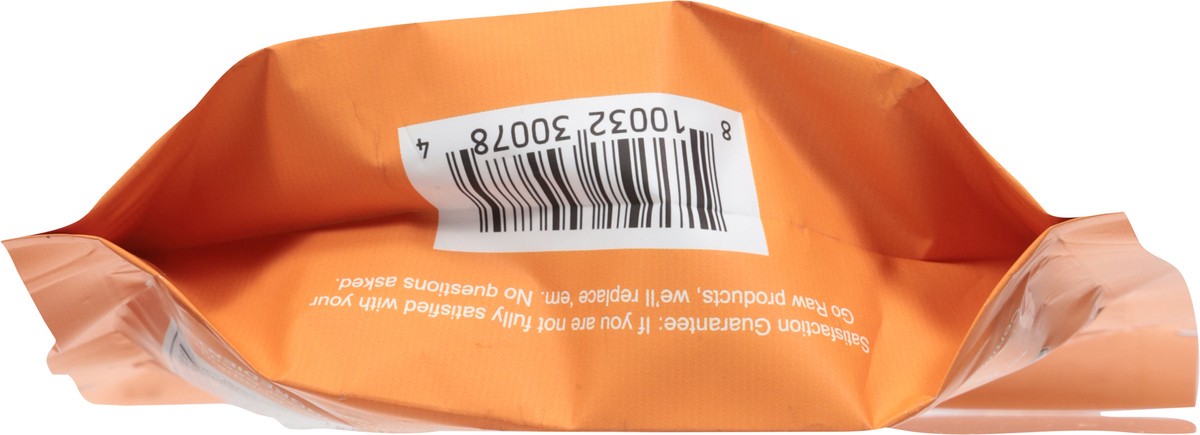 Satisfaction Guarantee: If you are not fully satisfied with your
Go Raw products, we'll replace 'em. No questions asked.
8 10032 30078 4